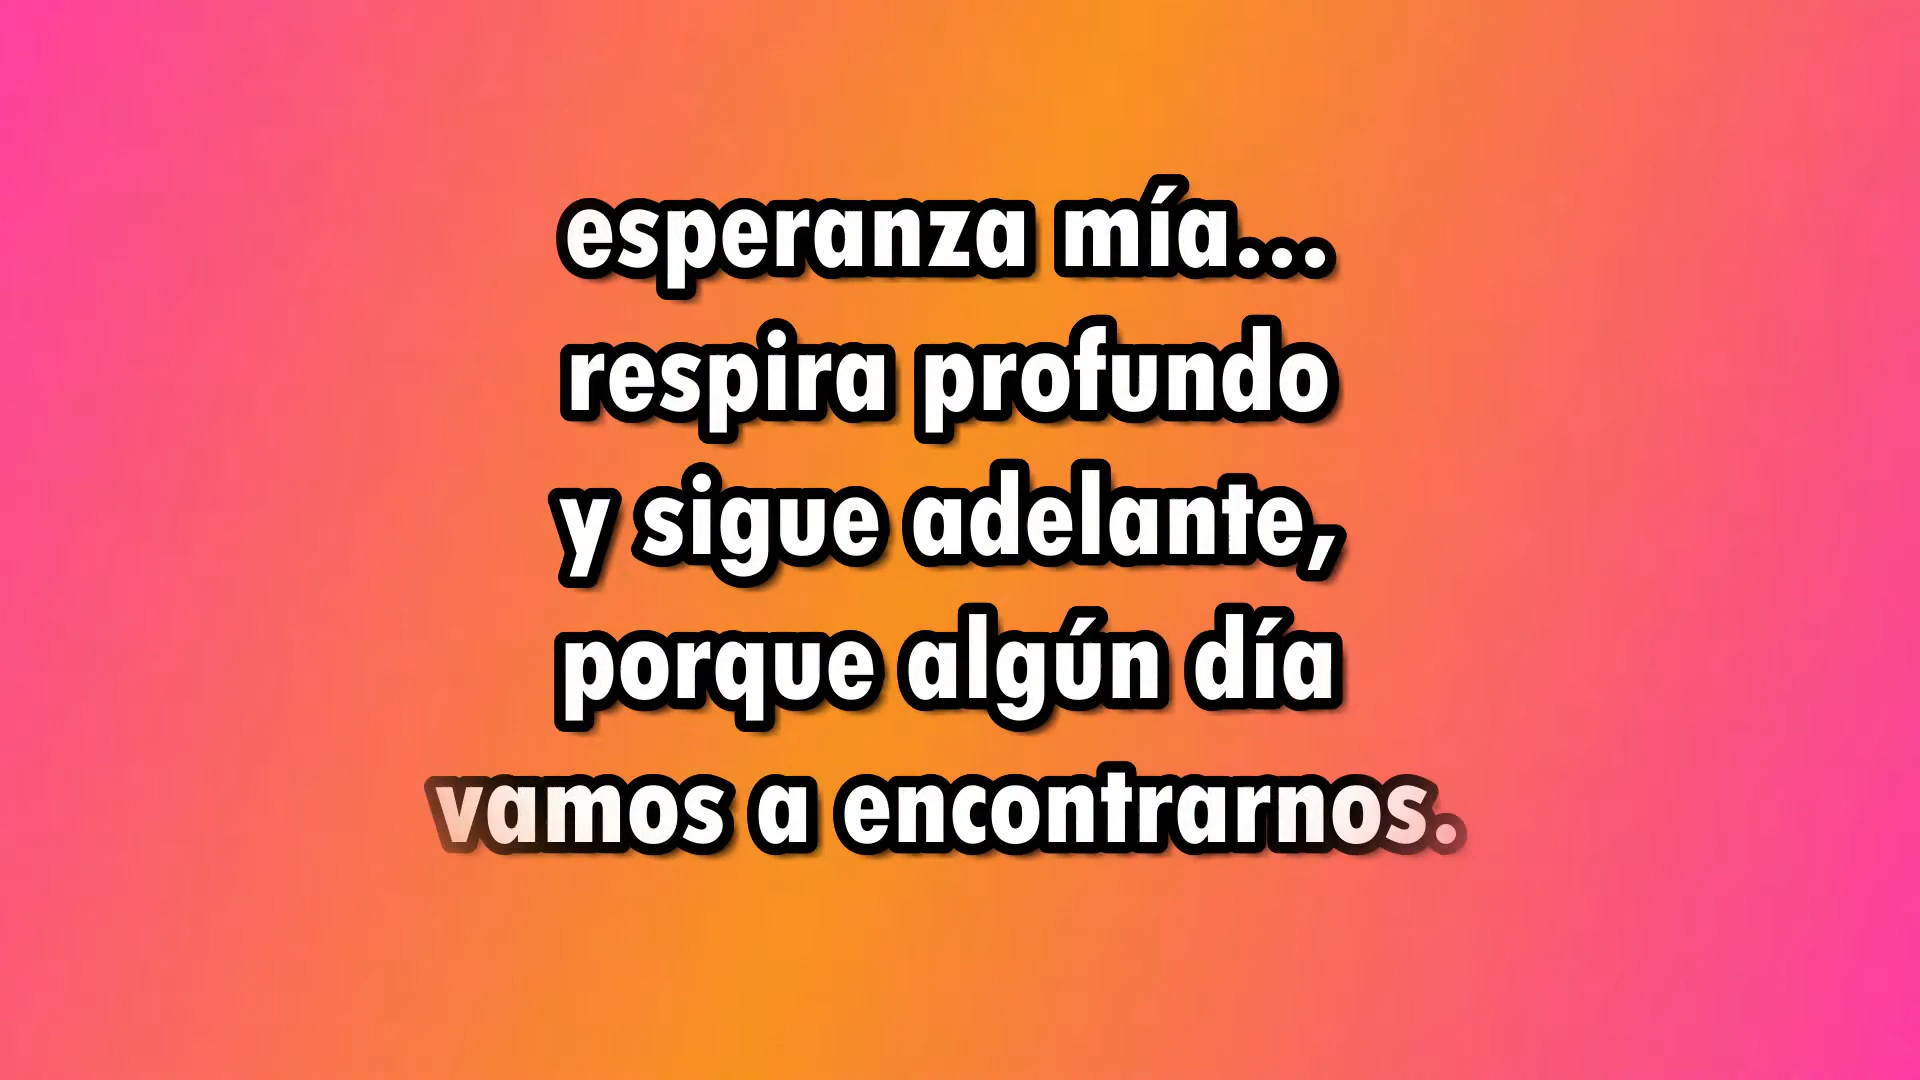 esperanza mía...
respira profundo
y sigue adelante,
porque algún día
vamos a encontrarnos.